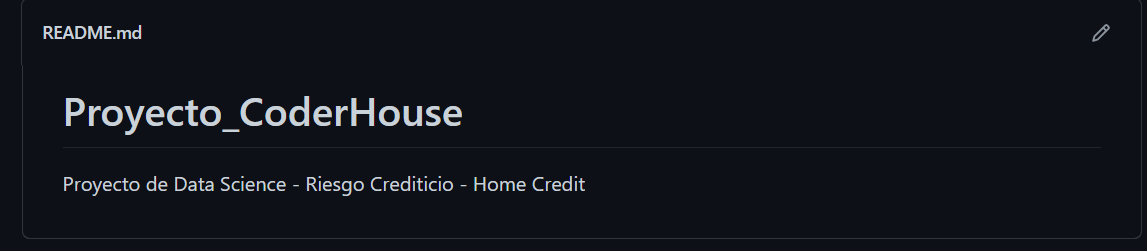 README.md
Proyecto_CoderHouse
Proyecto de Data Science - Riesgo Crediticio - Home Credit